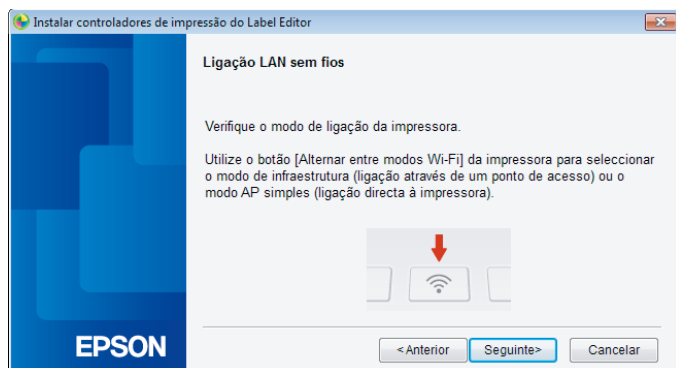 Instalar controladores de impressão do Label Editor
Ligação LAN sem fios
Verifique o modo de ligação da impressora.
Utilize o botão [Alternar entre modos Wi-Fi] da impressora para seleccionar
o modo de infraestrutura (ligação através de um ponto de acesso) ou o
modo AP simples (ligação directa à impressora).
EPSON
<Anterior
Seguinte>
Cancelar